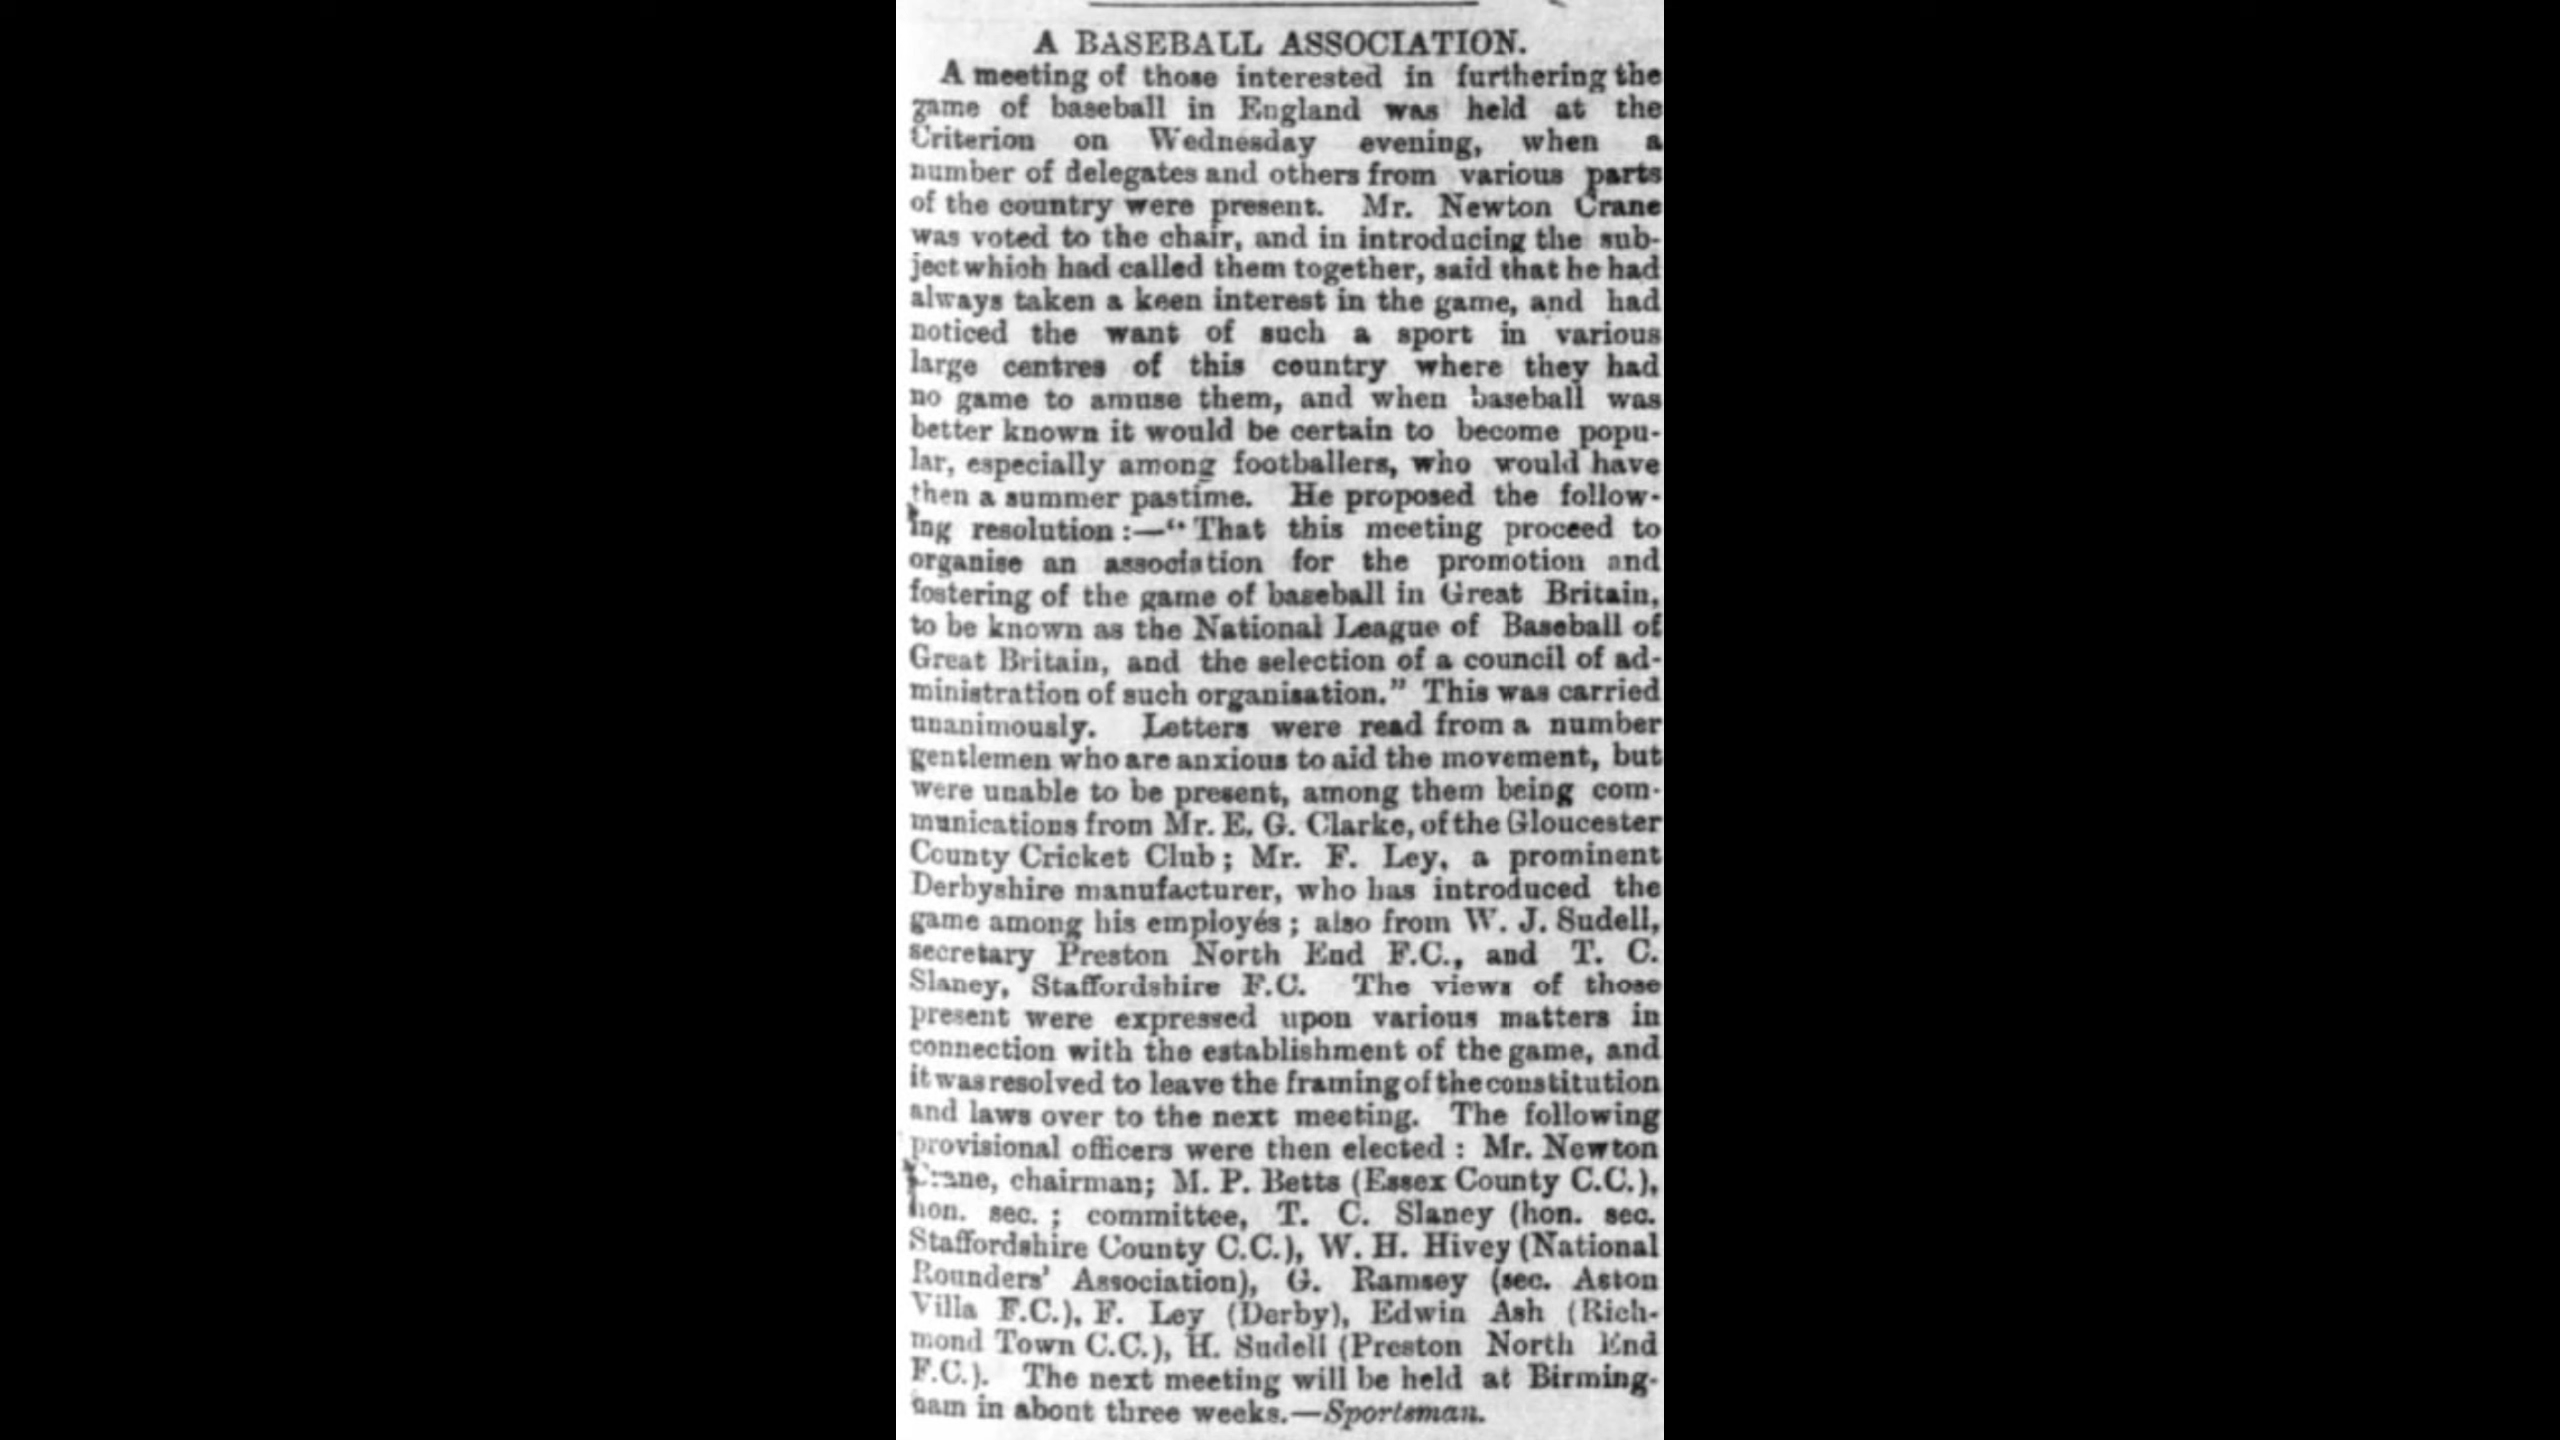 A BASEBALL ASSOCIATION.
A meeting of those interested in furthering the
game of baseball in England was held at the
Criterion on Wednesday evening, when a
number of delegates and others from various parts
of the country were present. Mr. Newton Crane
was voted to the chair, and in introducing the sub-
ject which had called them together, said that he had
always taken a keen interest in the game, and had
noticed the want of such a sport in various
large centres of this country where they had
no game to amuse them, and when baseball was
better known it would be certain to become popu-
lar, especially among footballers, who would have
then a summer pastime. He proposed the follow-
ing resolution :—“ That this meeting proceed to
organise an association for the promotion and
fostering of the game of baseball in Great Britain,
to be known as the National League of Baseball of
Great Britain, and the selection of a council of ad-
ministration of such organisation.” This was carried
unanimously. Letters were read from a number
gentlemen who are anxious to aid the movement, but
were unable to be present, among them being com-
munications from Mr. E. G. Clarke, of the Gloucester
County Cricket Club ; Mr. F. Ley, a prominent
Derbyshire manufacturer, who has introduced the
game among his employés ; also from W. J. Sudell,
secretary Preston North End F.C., and T. C.
Slaney, Staffordshire F.C. The views of those
present were expressed upon various matters in
connection with the establishment of the game, and
it was resolved to leave the framing of the constitution
and laws over to the next meeting. The following
provisional officers were then elected : Mr. Newton
Crane, chairman; M. P. Betts (Essex County C.C.),
hon. sec. ; committee, T. C. Slaney (hon. sec.
Staffordshire County C.C.), W. H. Hivey (National
Rounders’ Association), G. Ramsey (sec. Aston
Villa F.C.), F. Ley (Derby), Edwin Ash (Rich-
mond Town C.C.), H. Sudell (Preston North End
F.C.). The next meeting will be held at Birming-
ham in about three weeks.—Sportsman.